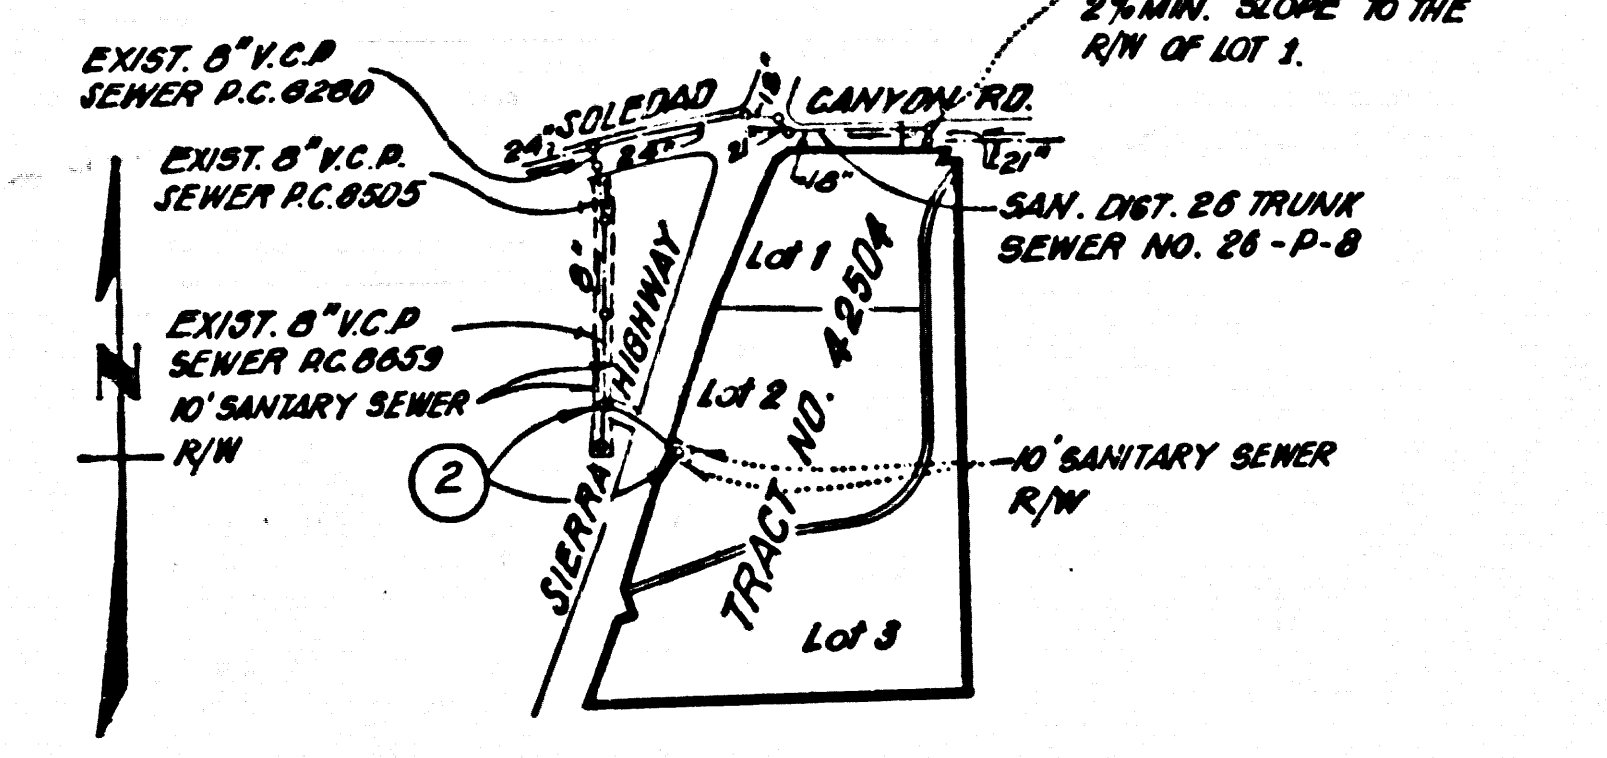 2% MIN. SLOPE TO THE
R/W OF LOT 1.
EXIST. 8" V.C.P
SEWER P.C. 8280
SOLEDAD
18"
CANYON RD.
24"
24"
21"
21"
18"
EXIST. 8" V.C.P.
SEWER P.C. 8505
SAN. DIST. 26 TRUNK
SEWER NO. 26-P-8
8"
HIGHWAY
Lot 1
EXIST. 8" V.C.P
SEWER P.C. 8659
10' SANITARY SEWER
R/W
N
Lot 2
TRACT NO. 42504
10' SANITARY SEWER
R/W
2
SIERRA
Lot 3